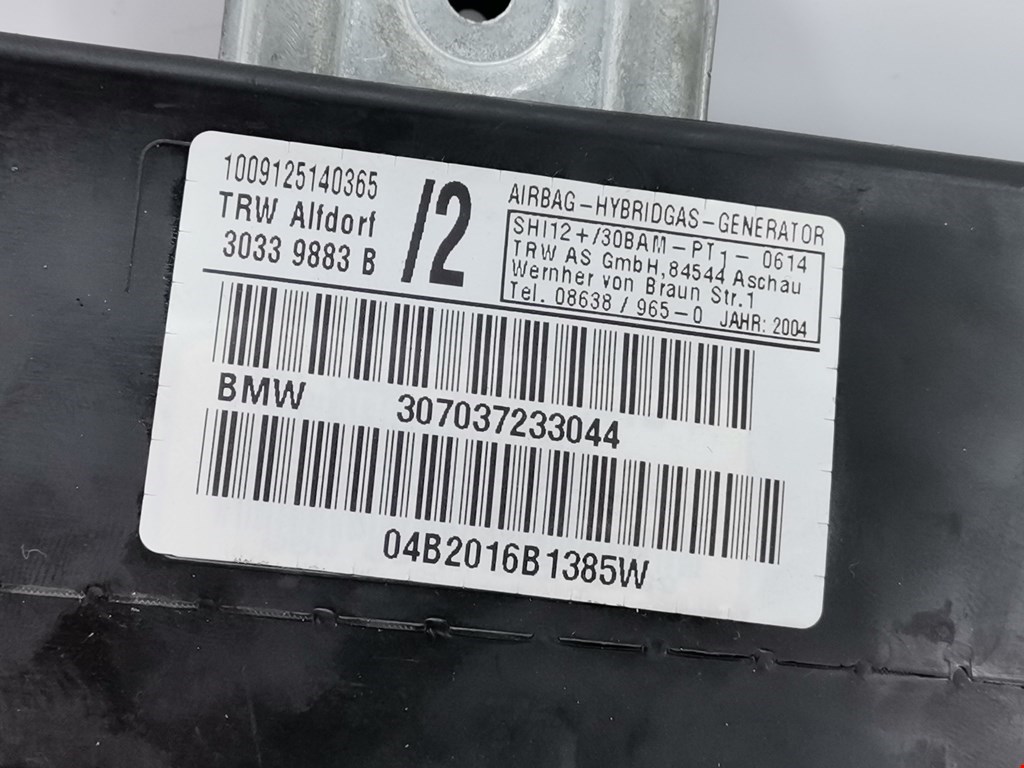 1009125140365
TRW Alfdorf
3033 9883 B
/2
AIRBAG-HYBRIDGAS-GENERATOR
SHI12+/30BAM-PT1-0614
TRW AS GmbH,84544 Aschau
Wernher von Braun Str.1
Tel. 08638 / 965-0 JAHR: 2004
BMW 307037233044
04B2016B1385W